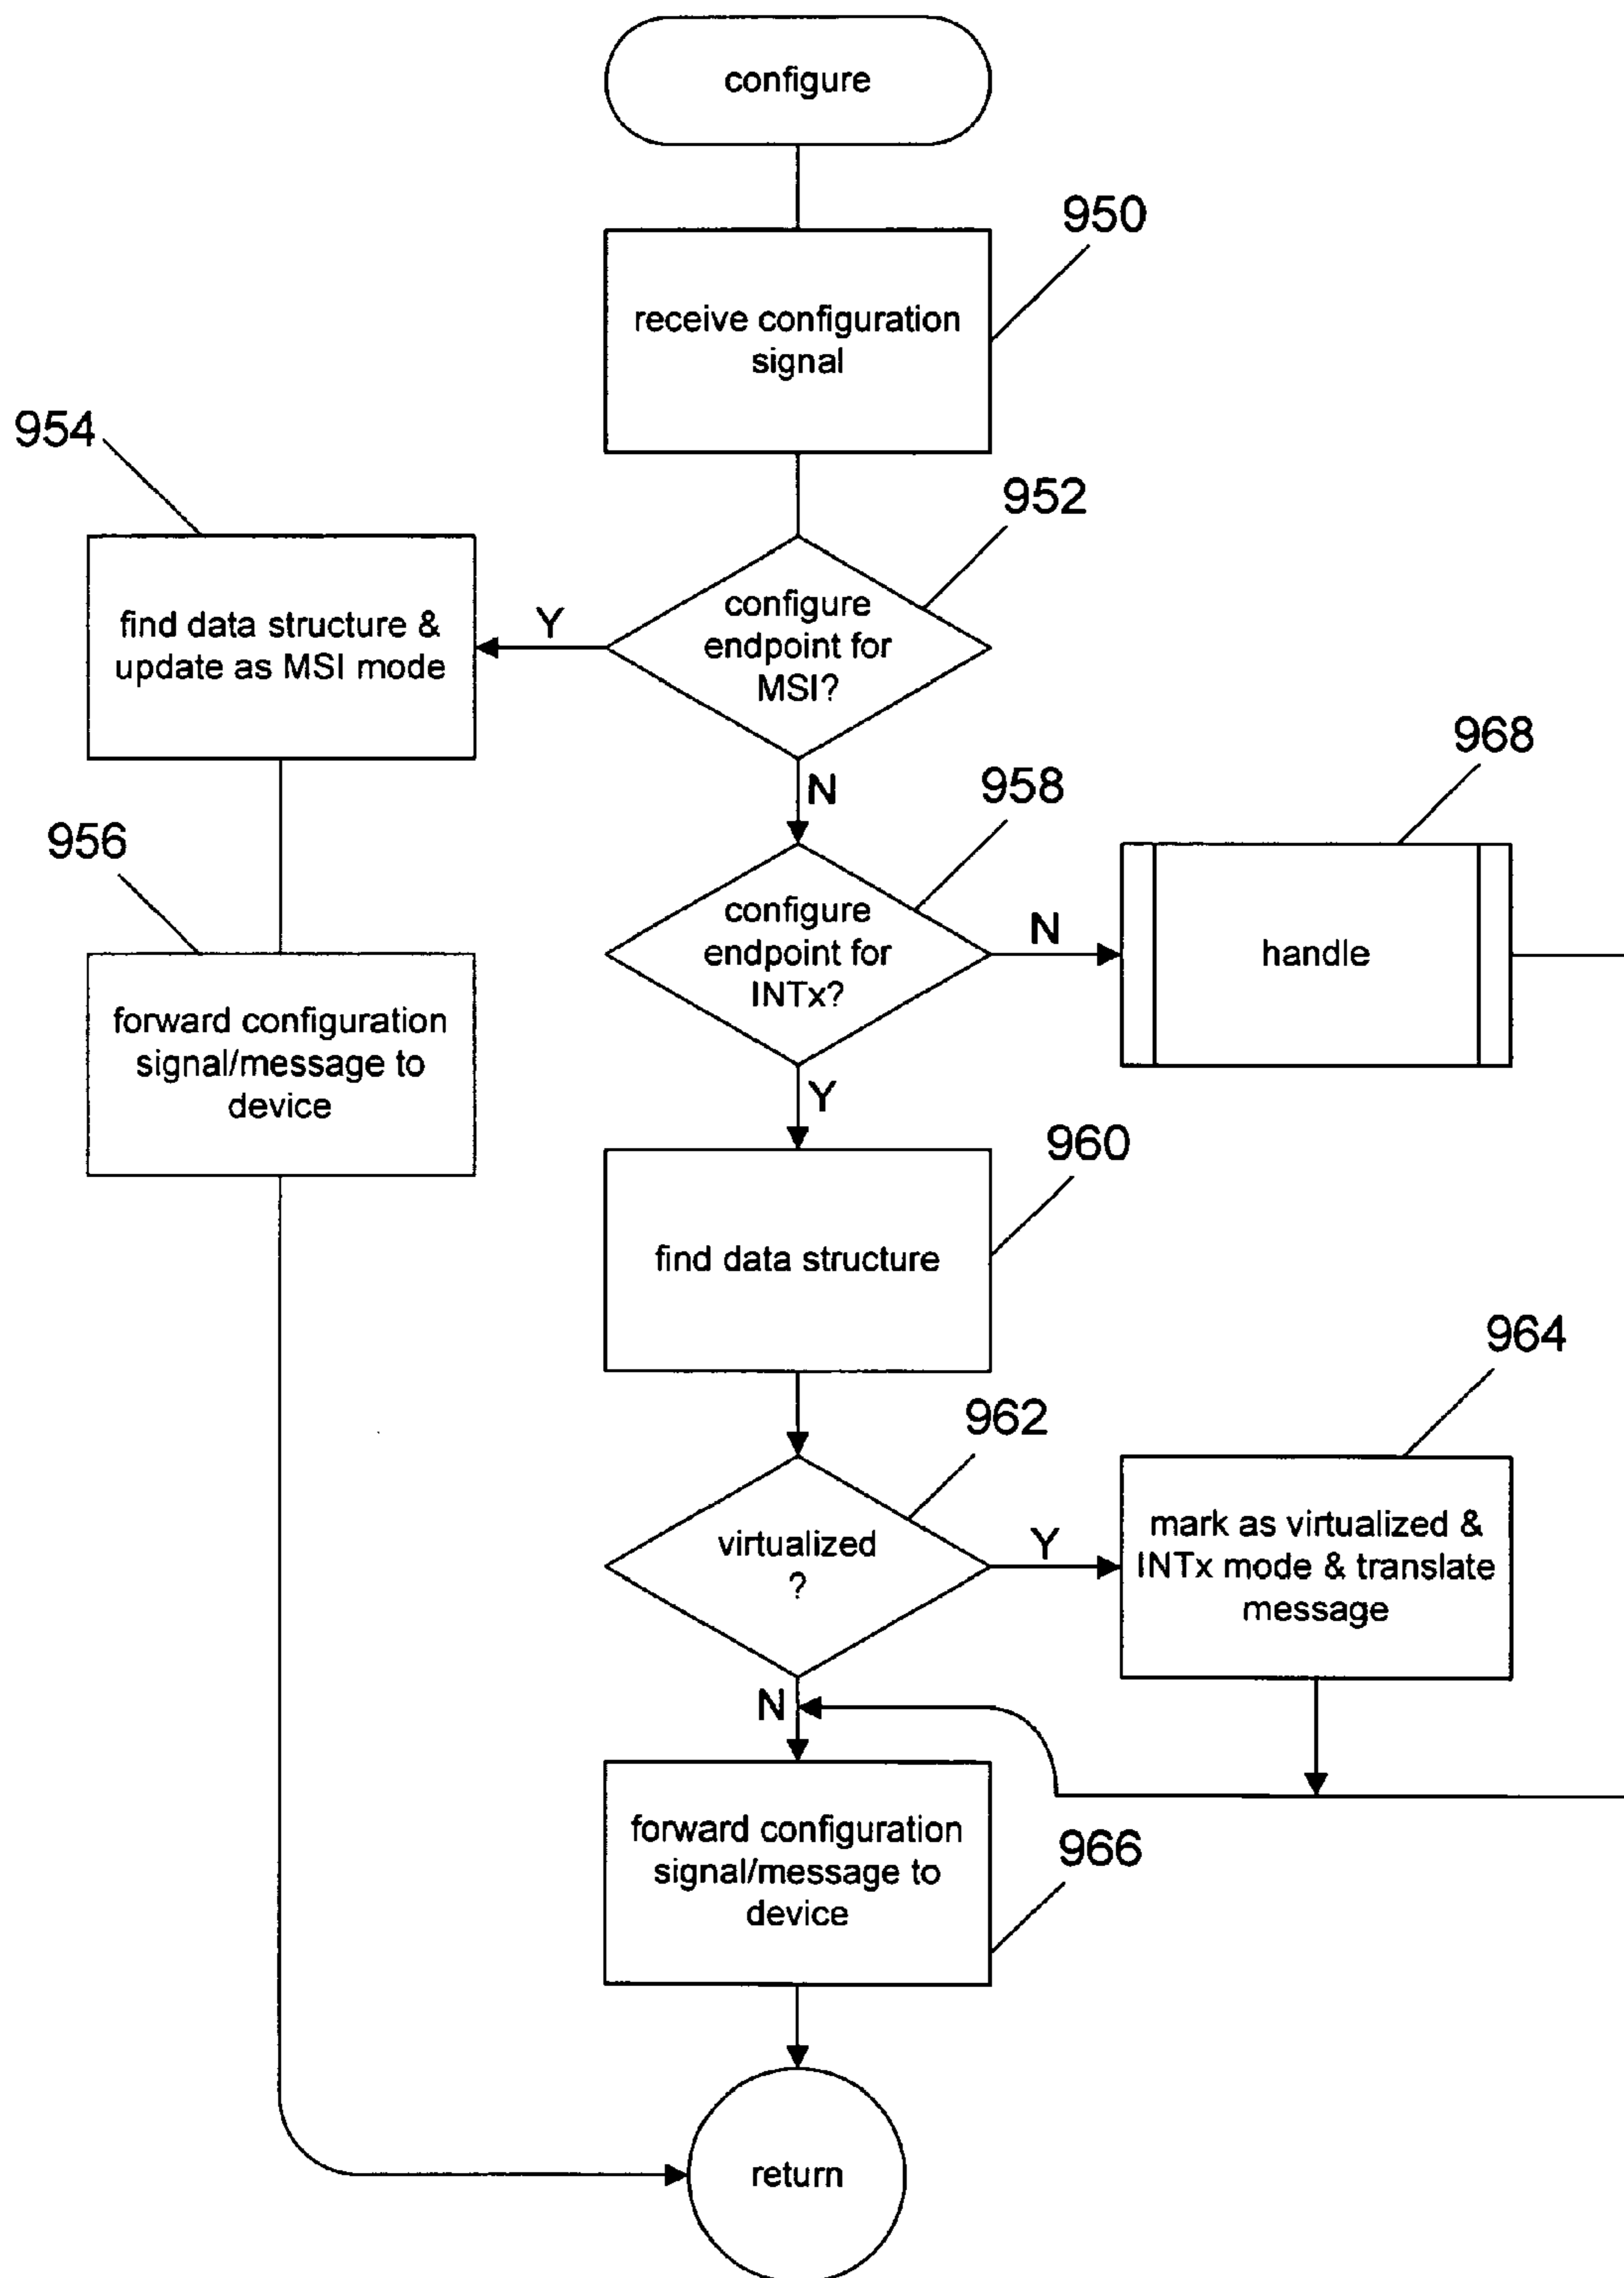 configure
950
receive configuration
signal
954
952
configure
endpoint for
MSI?
Y
find data structure &
update as MSI mode
N
958
968
956
configure
endpoint for
INTx?
N
handle
forward configuration
signal/message to
device
Y
960
find data structure
964
962
virtualized
?
Y
mark as virtualized &
INTx mode & translate
message
N
forward configuration
signal/message to
device
966
return